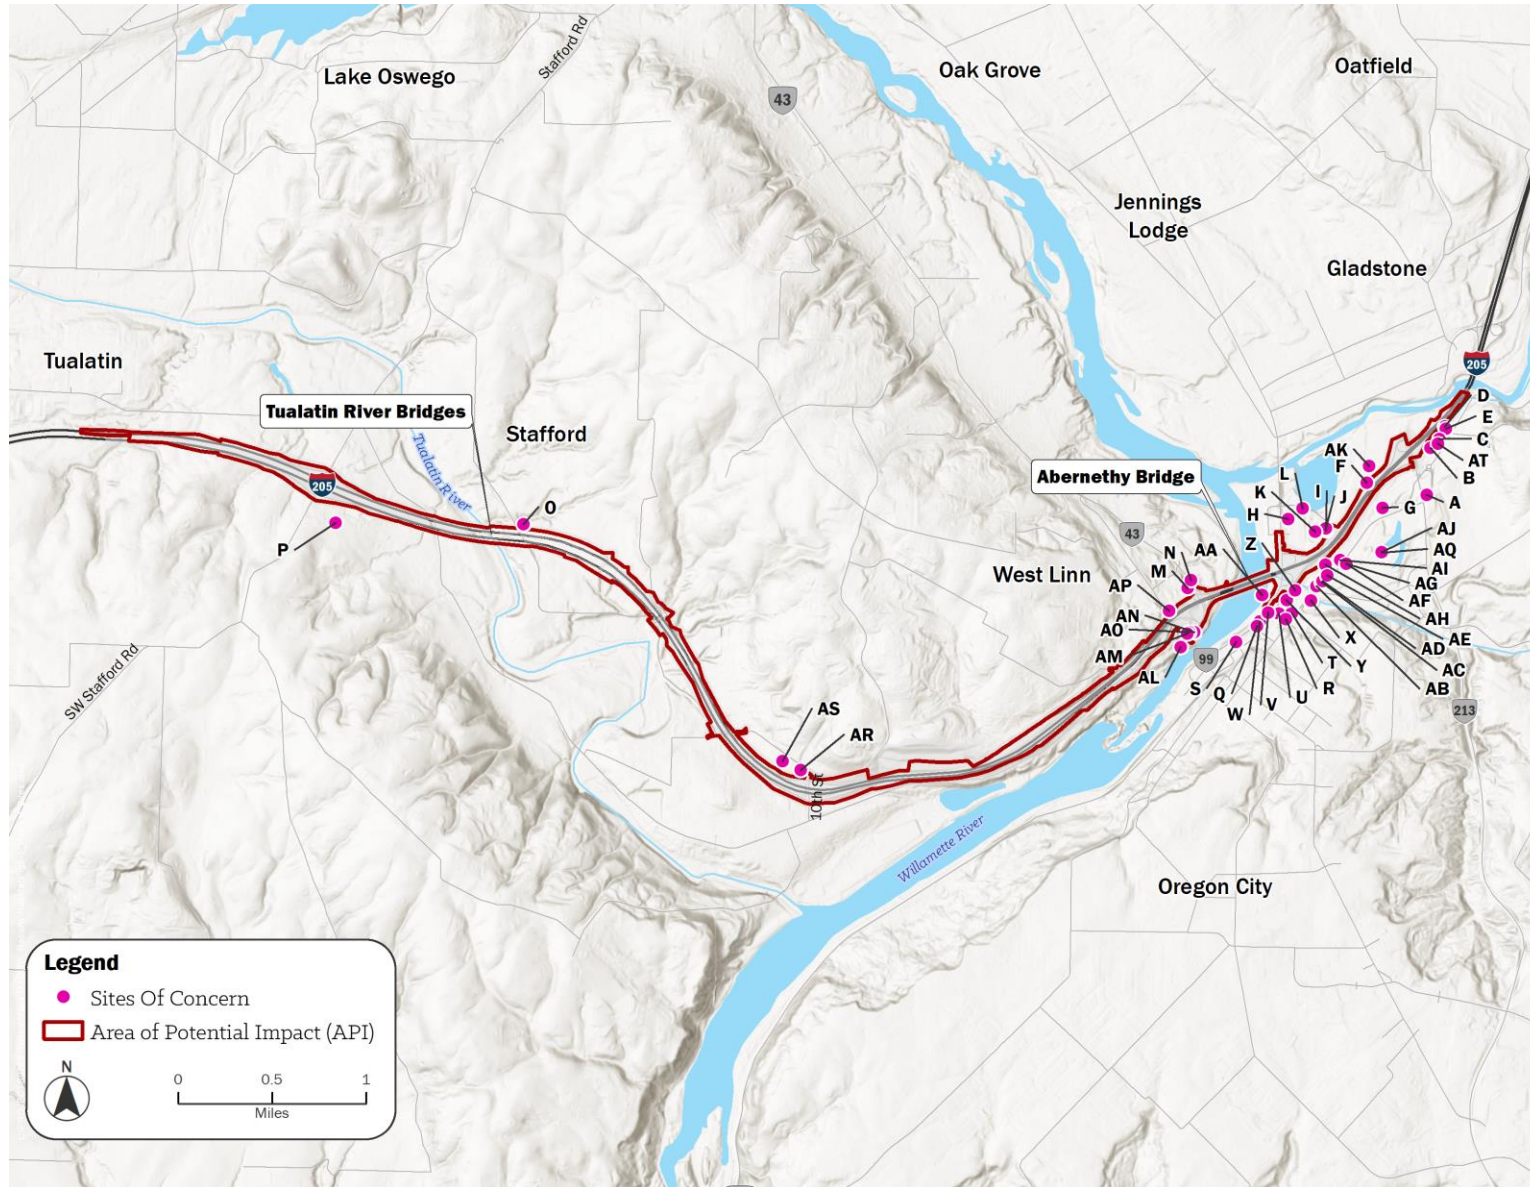 Lake Oswego
Stafford Rd
43
Oak Grove
Oatfield
Jennings
Lodge
Gladstone
205
Tualatin
Tualatin River Bridges
Stafford
Tualatin River
205
O
P
D
E
C
AT
B
A
AK
F
L
I
J
K
H
G
Abernethy Bridge
43
Z
AA
N
M
AP
West Linn
AN
AO
AM
AL
AJ
AQ
AI
AG
AF
AH
AE
AD
AC
AB
X
Y
T
R
U
V
W
Q
S
99
213
SW Stafford Rd
AS
AR
10th St
Willamette River
Oregon City
Legend
Sites Of Concern
Area of Potential Impact (API)
N
0 0.5 1
Miles